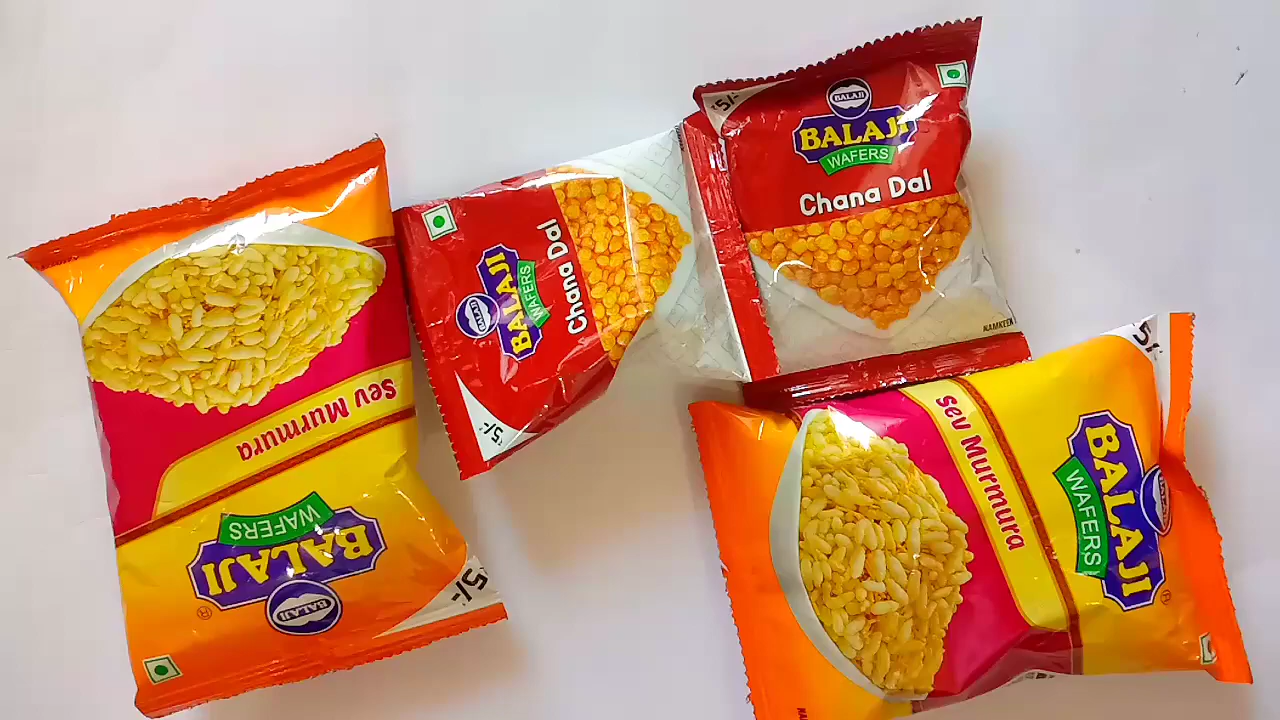 Sev Murmura
BALAJI
WAFERS
BALAJI
®
5/-
BALAJI
BALAJI
WAFERS
Chana Dal
₹5/-
₹5/-
BALAJI
BALAJI
WAFERS
Chana Dal
NAMKEEN
Sev Murmura
BALAJI
WAFERS
®
5/-